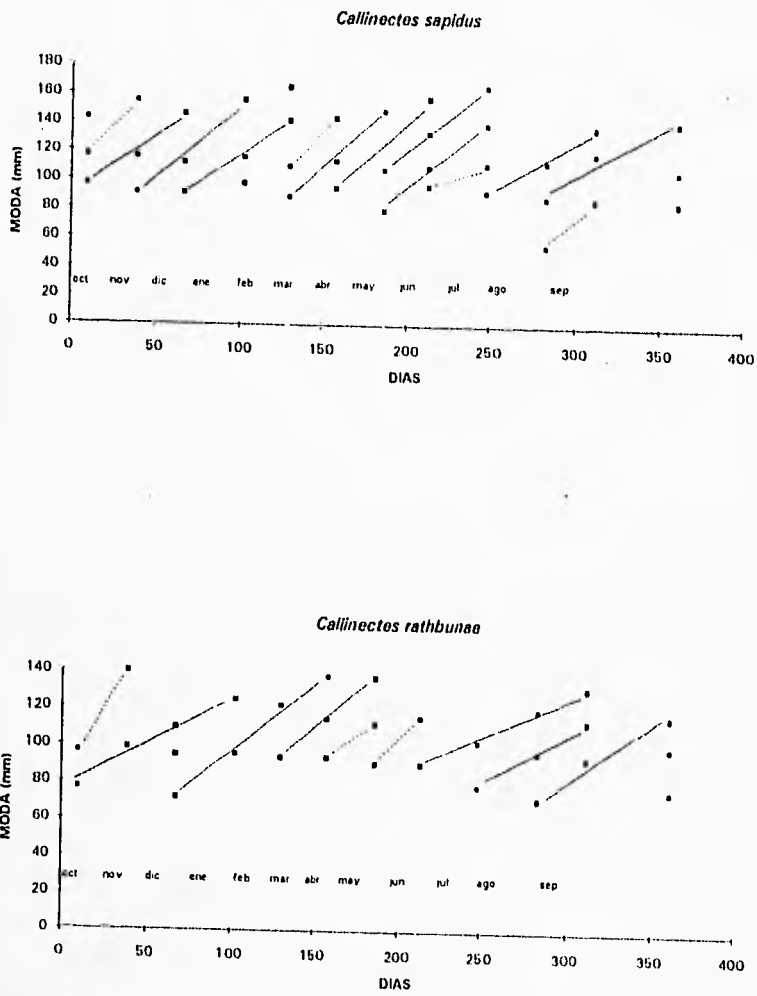 Callinectes sapidus
180
160
140
120
100
80
60
40
20
0
MODA (mm)
oct nov dic ene feb mar abr may jun jul ago sep
0 50 100 150 200 250 300 350 400
DIAS
Callinectes rathbunae
140
120
100
80
60
40
20
0
MODA (mm)
oct nov dic ene feb mar abr may jun jul ago sep
0 50 100 150 200 250 300 350 400
DIAS